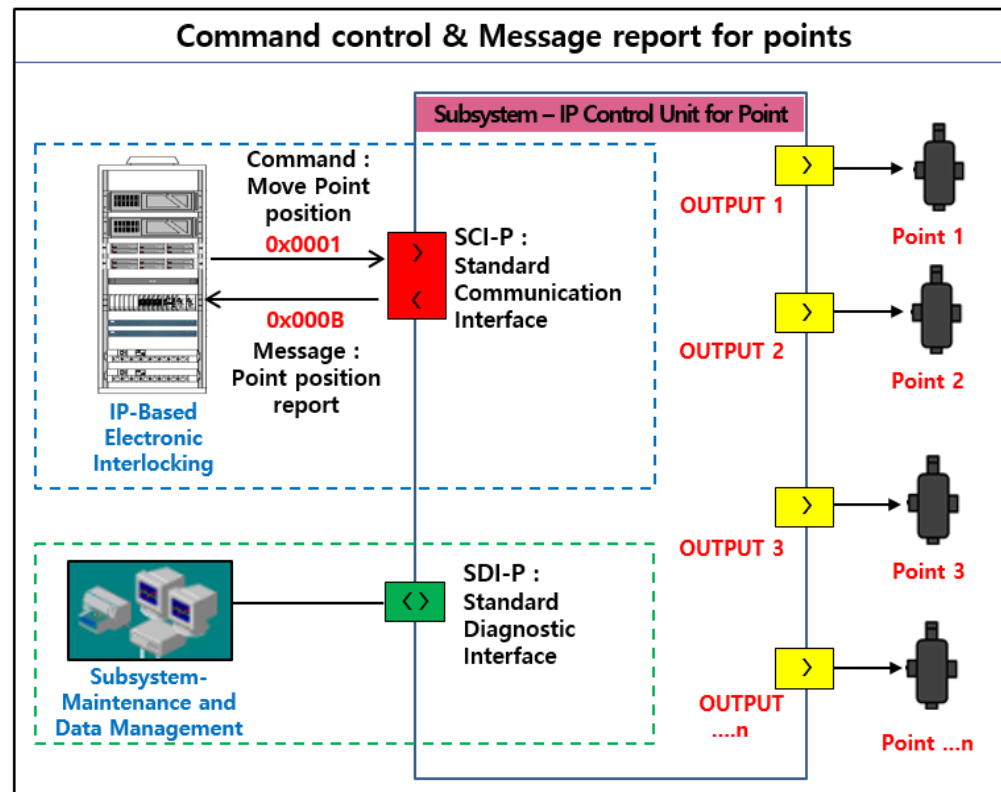 Command control & Message report for points
Subsystem – IP Control Unit for Point
Command :
Move Point
position
0x0001
0x000B
Message :
Point position
report
IP-Based
Electronic
Interlocking
SCI-P :
Standard
Communication
Interface
OUTPUT 1
Point 1
OUTPUT 2
Point 2
OUTPUT 3
Point 3
OUTPUT
....n
Point ...n
SDI-P :
Standard
Diagnostic
Interface
Subsystem-
Maintenance and
Data Management